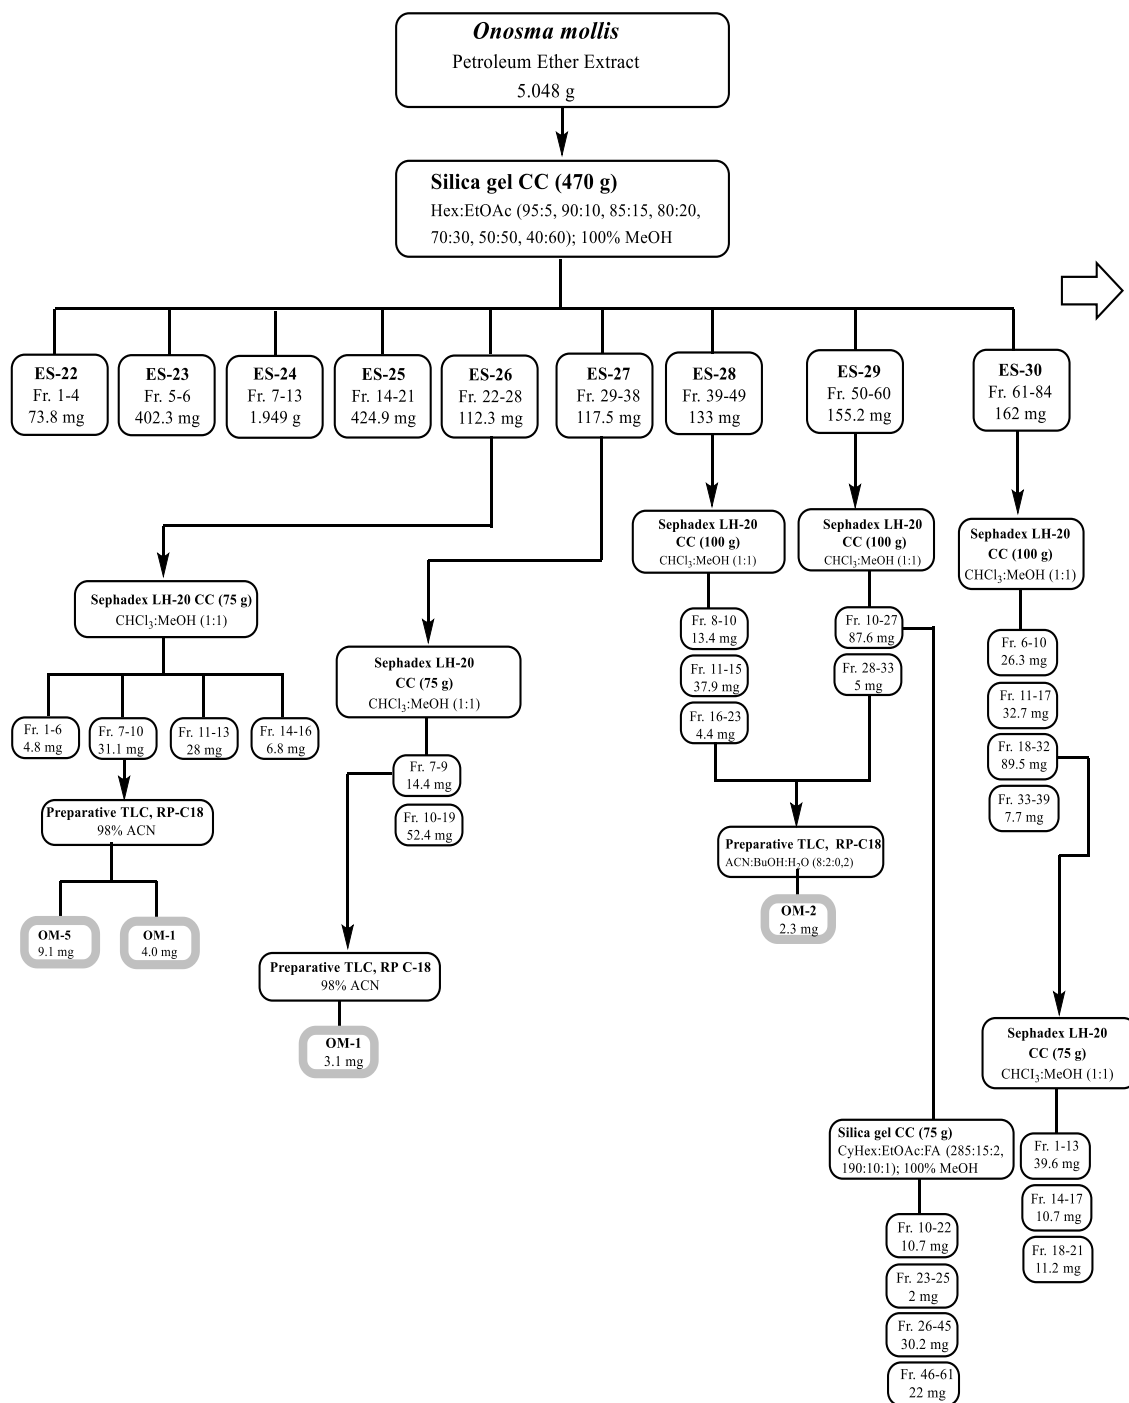 Onosma mollis
Petroleum Ether Extract
5.048 g
Silica gel CC (470 g)
Hex:EtOAc (95:5, 90:10, 85:15, 80:20,
70:30, 50:50, 40:60); 100% MeOH
ES-22
Fr. 1-4
73.8 mg
ES-23
Fr. 5-6
402.3 mg
ES-24
Fr. 7-13
1.949 g
ES-25
Fr. 14-21
424.9 mg
ES-26
Fr. 22-28
112.3 mg
ES-27
Fr. 29-38
117.5 mg
ES-28
Fr. 39-49
133 mg
ES-29
Fr. 50-60
155.2 mg
ES-30
Fr. 61-84
162 mg
Sephadex LH-20 CC (75 g)
CHCl₃:MeOH (1:1)
Fr. 1-6
4.8 mg
Fr. 7-10
31.1 mg
Fr. 11-13
28 mg
Fr. 14-16
6.8 mg
Preparative TLC, RP-C18
98% ACN
OM-5
9.1 mg
OM-1
4.0 mg
Sephadex LH-20
CC (75 g)
CHCl₃:MeOH (1:1)
Fr. 7-9
14.4 mg
Fr. 10-19
52.4 mg
Preparative TLC, RP C-18
98% ACN
OM-1
3.1 mg
Sephadex LH-20
CC (100 g)
CHCl₃:MeOH (1:1)
Fr. 8-10
13.4 mg
Fr. 11-15
37.9 mg
Fr. 16-23
4.4 mg
Sephadex LH-20
CC (100 g)
CHCl₃:MeOH (1:1)
Fr. 10-27
87.6 mg
Fr. 28-33
5 mg
Preparative TLC, RP-C18
ACN:BuOH:H₂O (8:2:0,2)
OM-2
2.3 mg
Silica gel CC (75 g)
CyHex:EtOAc:FA (285:15:2,
190:10:1); 100% MeOH
Fr. 10-22
10.7 mg
Fr. 23-25
2 mg
Fr. 26-45
30.2 mg
Fr. 46-61
22 mg
Sephadex LH-20
CC (100 g)
CHCl₃:MeOH (1:1)
Fr. 6-10
26.3 mg
Fr. 11-17
32.7 mg
Fr. 18-32
89.5 mg
Fr. 33-39
7.7 mg
Sephadex LH-20
CC (75 g)
CHCI₃:MeOH (1:1)
Fr. 1-13
39.6 mg
Fr. 14-17
10.7 mg
Fr. 18-21
11.2 mg